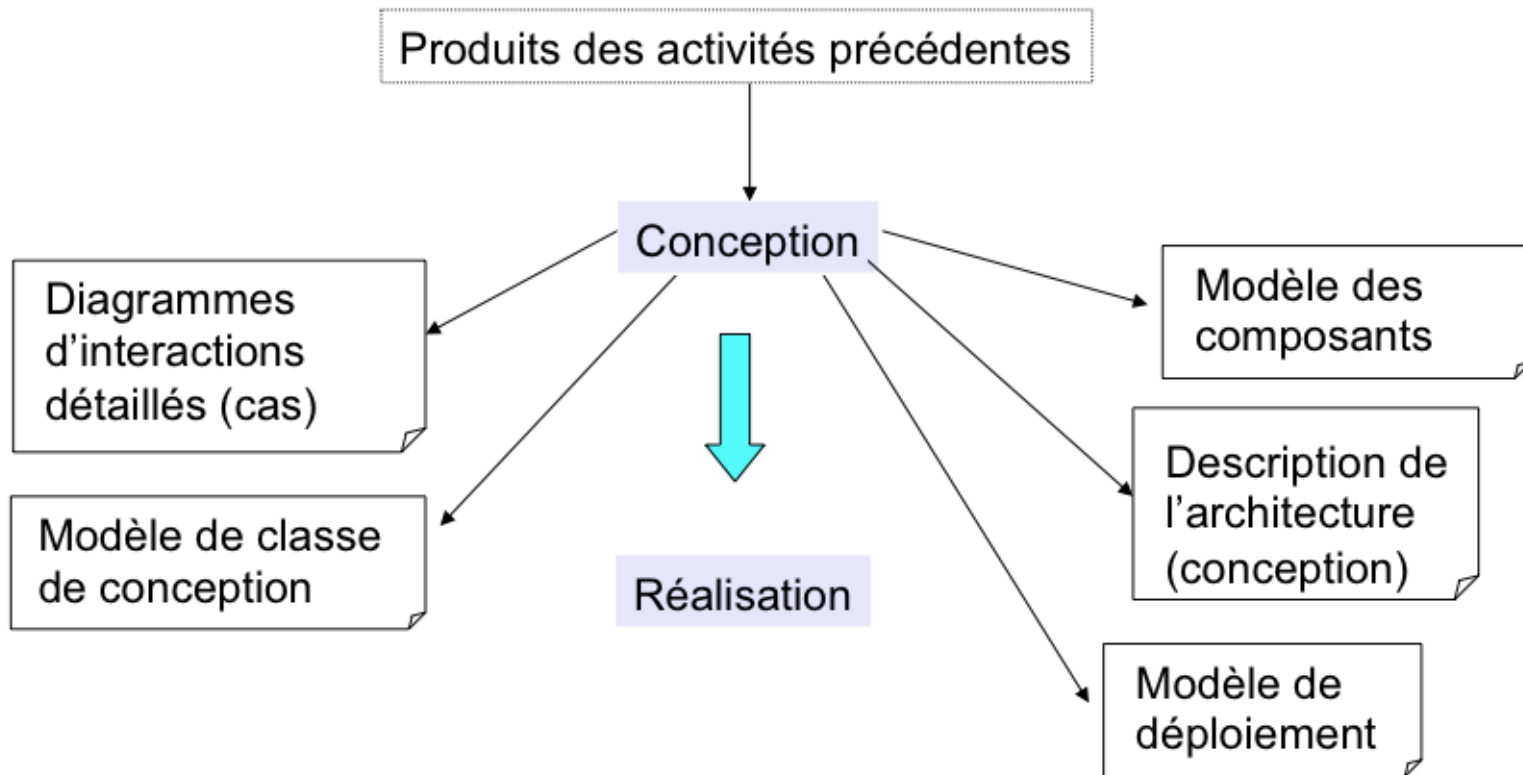 Produits des activités précédentes
Conception
Diagrammes
d’interactions
détaillés (cas)
Modèle des
composants
Description de
l’architecture
(conception)
Modèle de classe
de conception
Réalisation
Modèle de
déploiement